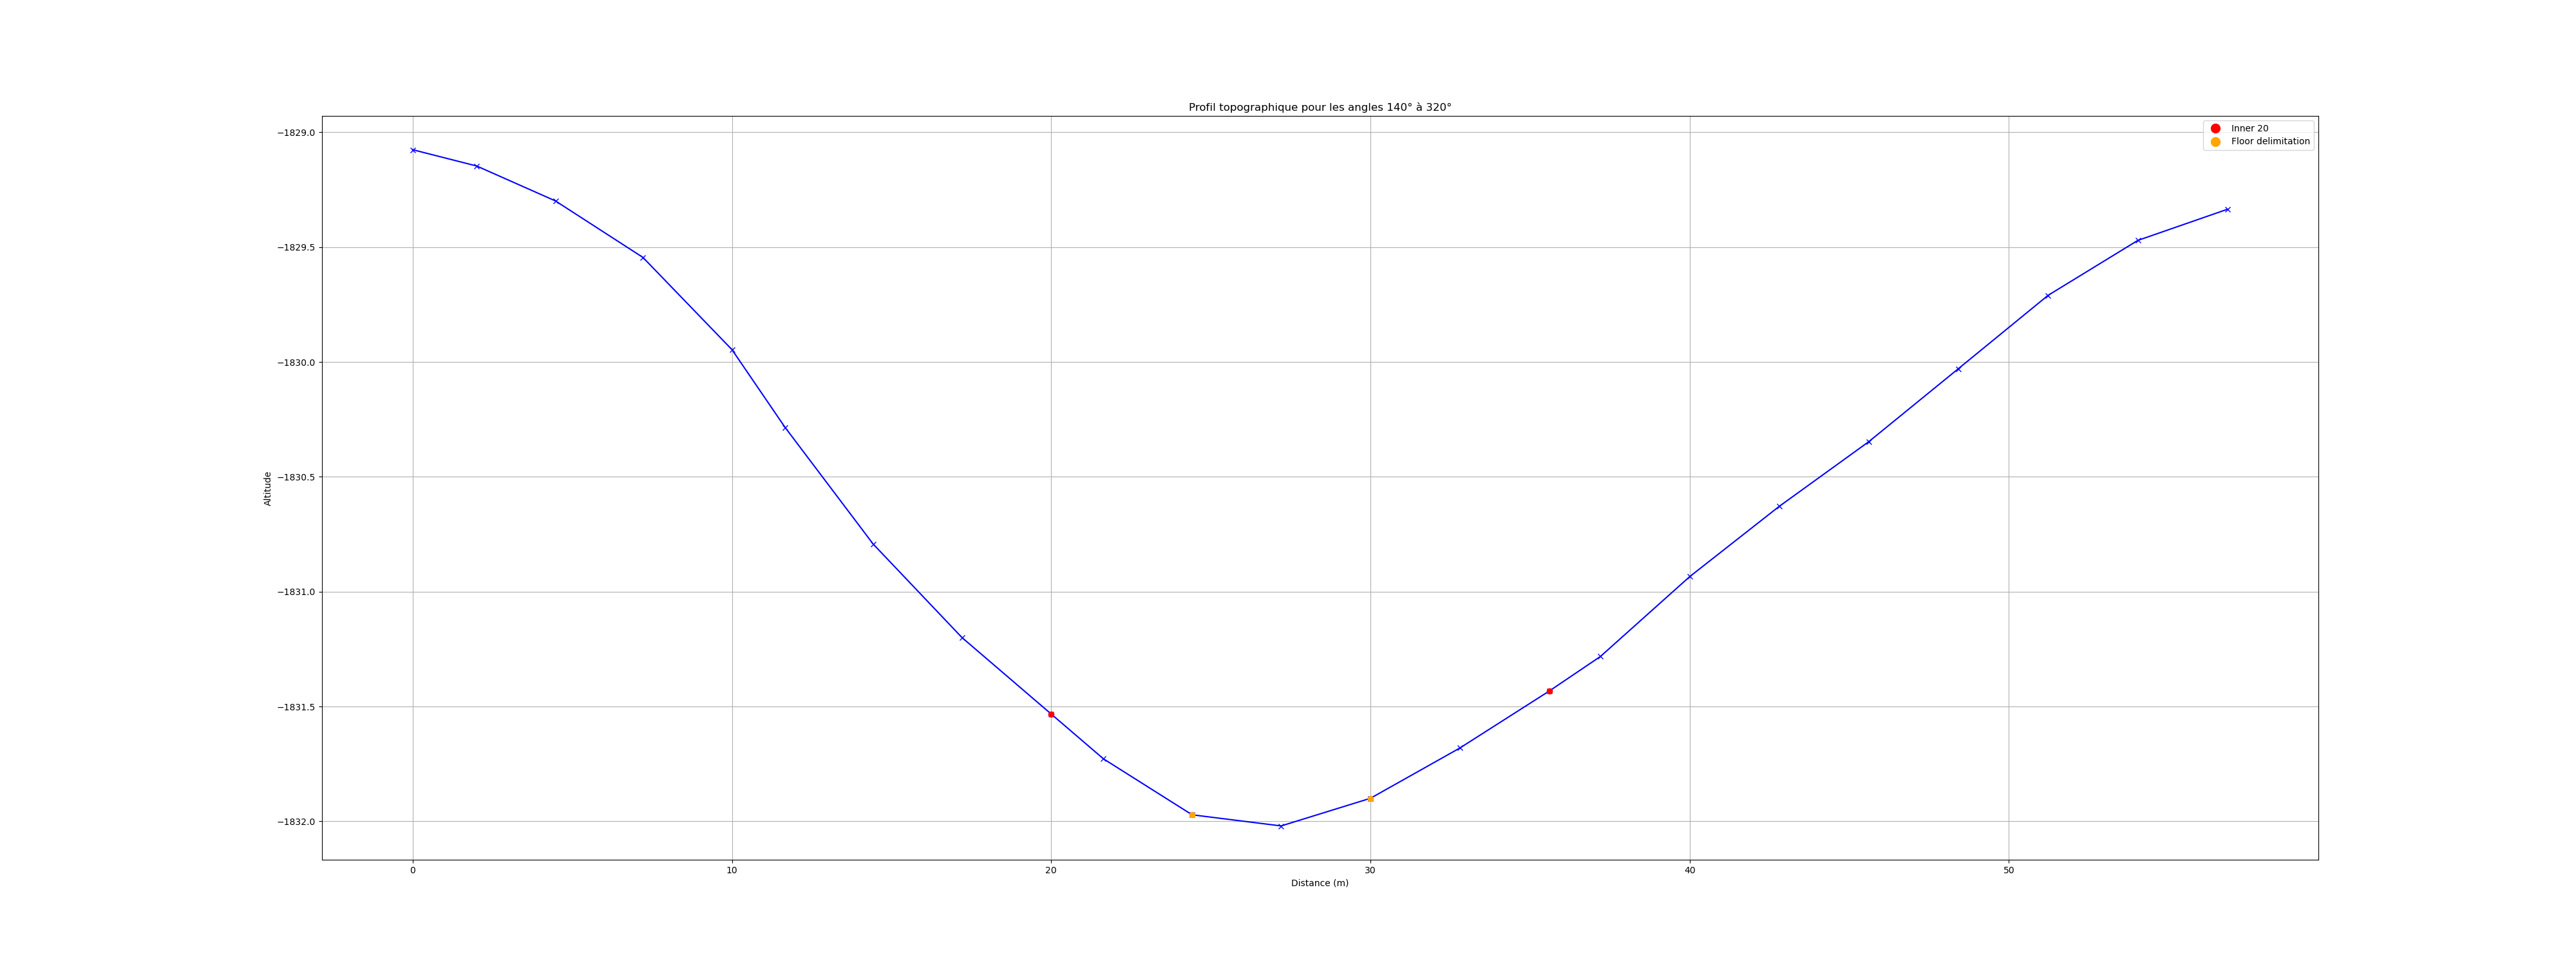 Profil topographique pour les angles 140° à 320°
Inner 20
Floor delimitation
Altitude
−1829.0
−1829.5
−1830.0
−1830.5
−1831.0
−1831.5
−1832.0
0 10 20 30 40 50
Distance (m)